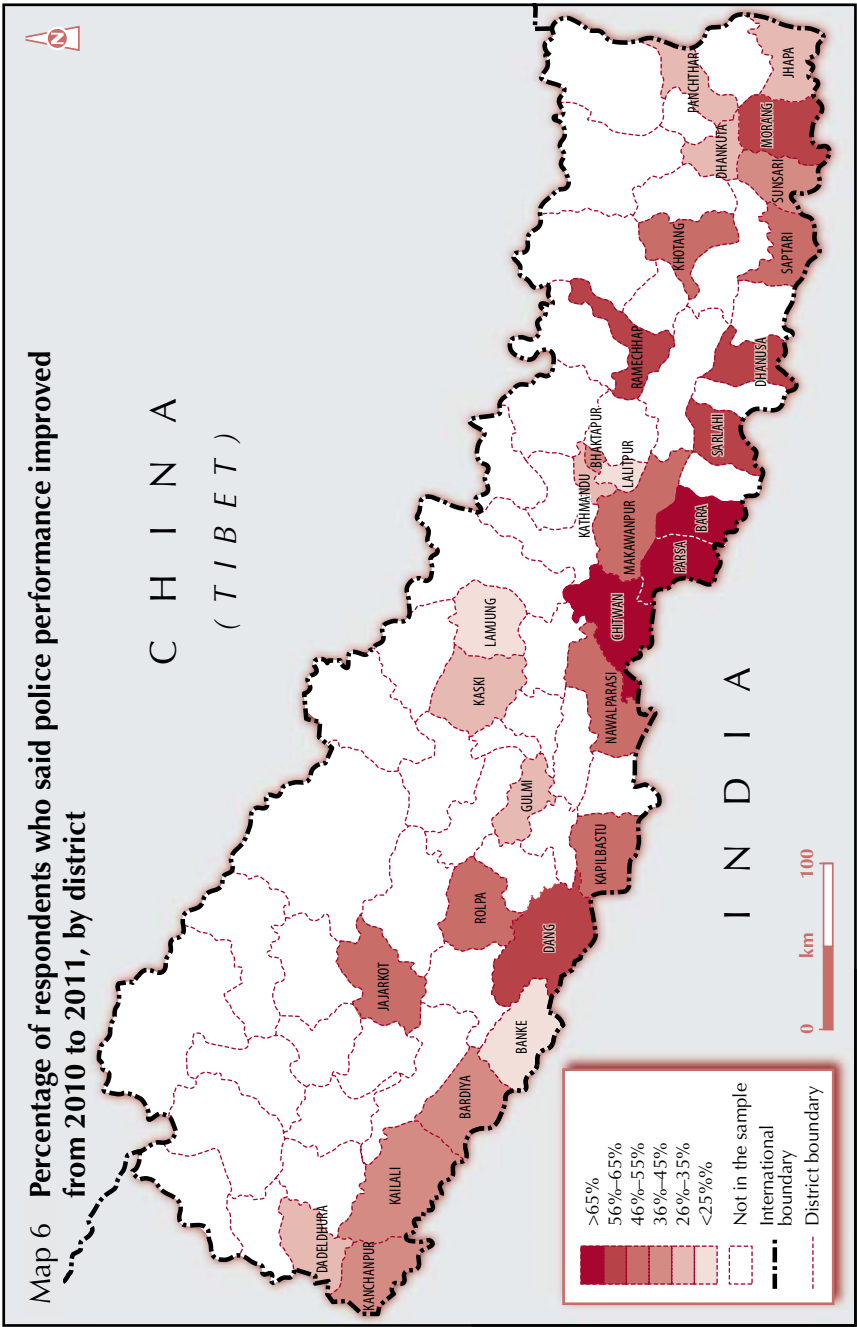 Map 6 Percentage of respondents who said police performance improved
from 2010 to 2011, by district
N
CHINA
(TIBET)
INDIA
DADELDHURA
KANCHANPUR
KAILALI
BARDIYA
BANKE
JAJARKOT
ROLPA
DANG
KAPILBASTU
GULMI
KASKI
LAMJUNG
NAWALPARASI
CHITWAN
PARSA
BARA
MAKAWANPUR
KATHMANDU
BHAKTAPUR
LALITPUR
SARLAHI
RAMECHHAP
DHANUSA
KHOTANG
SAPTARI
SUNSARI
DHANKUTA
MORANG
PANCHTHAR
JHAPA
>65%
56%–65%
46%–55%
36%–45%
26%–35%
<25%%
Not in the sample
International
boundary
District boundary
0 km 100